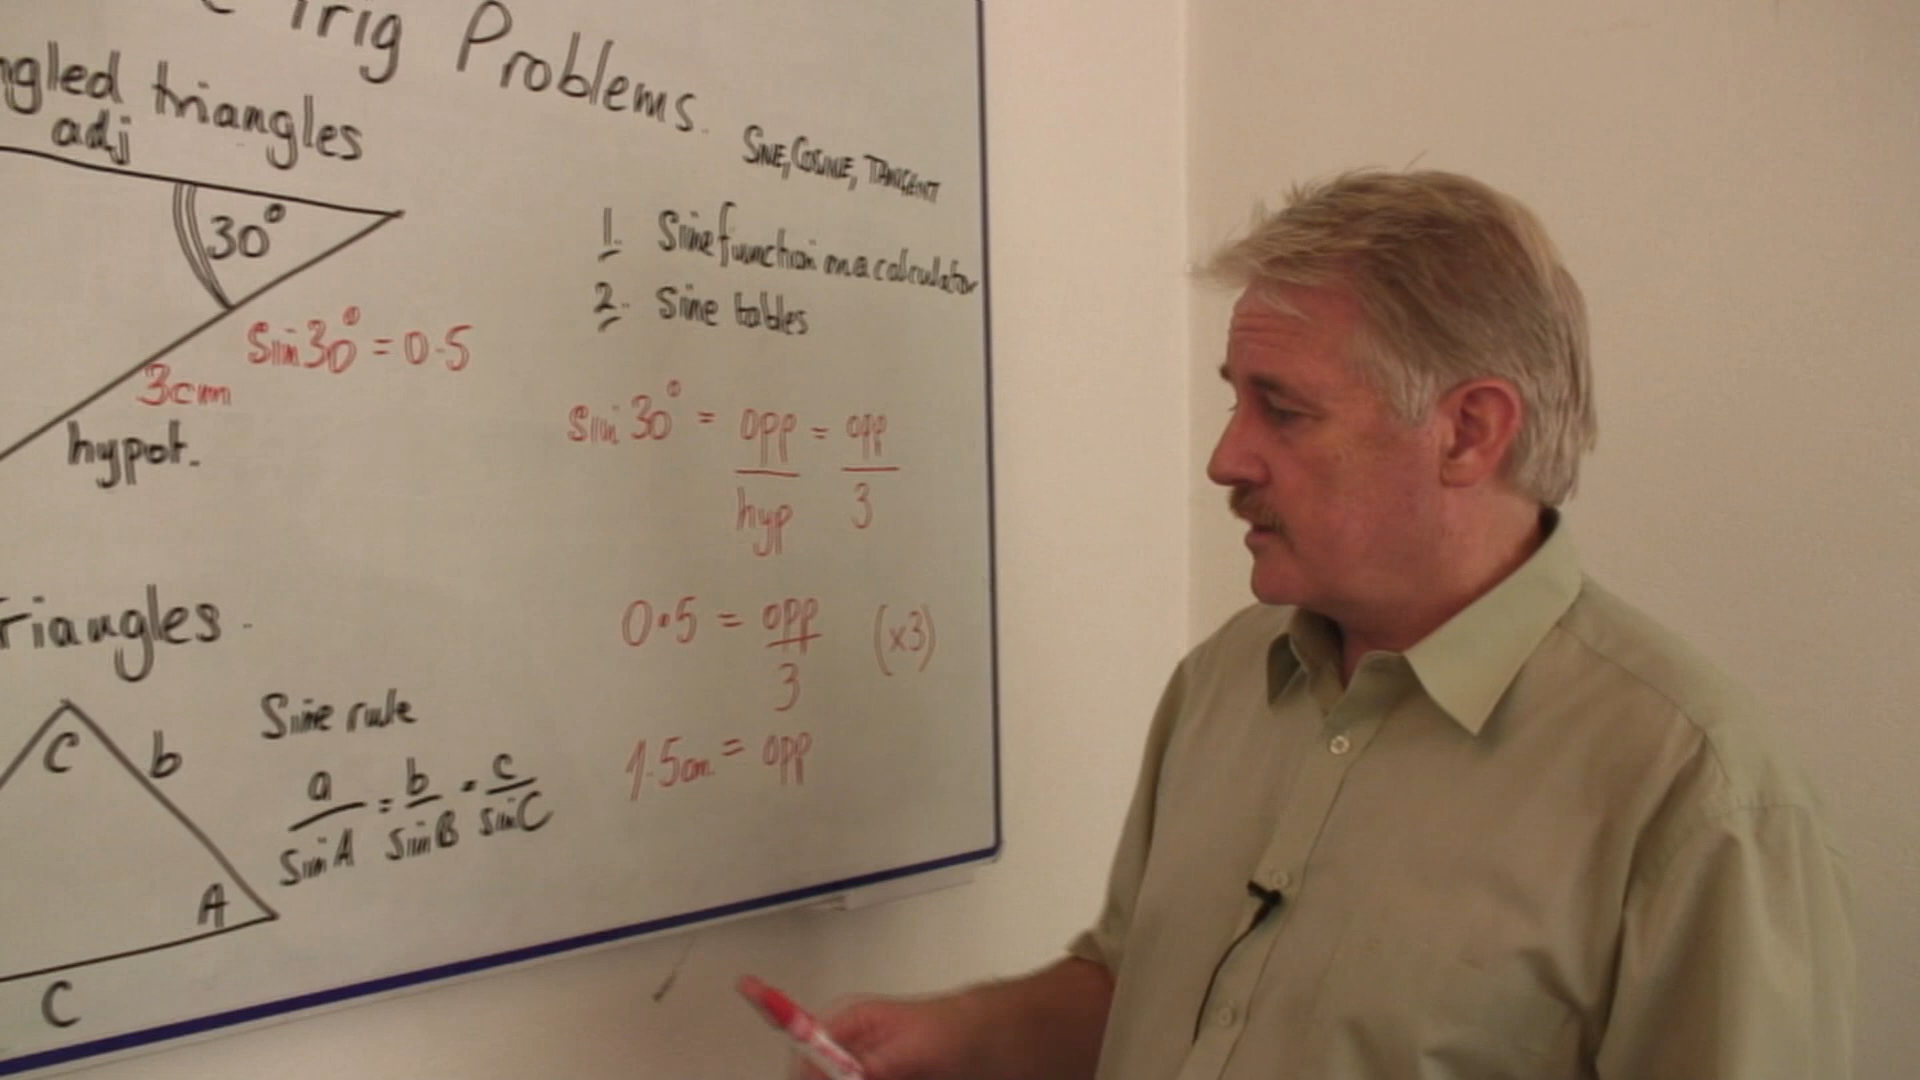 Trig Problems.
ngled triangles
adj
30°
Sin 30° = 0.5
3cm
hypot.
SINE, COSINE, TANGENT
1. Sine function on a calculator
2. Sine tables
Sin 30° = opp/hyp = opp/3
0.5 = opp/3 (x3)
1.5cm = opp
riangles.
Sine rule
a/sinA = b/sinB = c/sinC
C
b
A
C